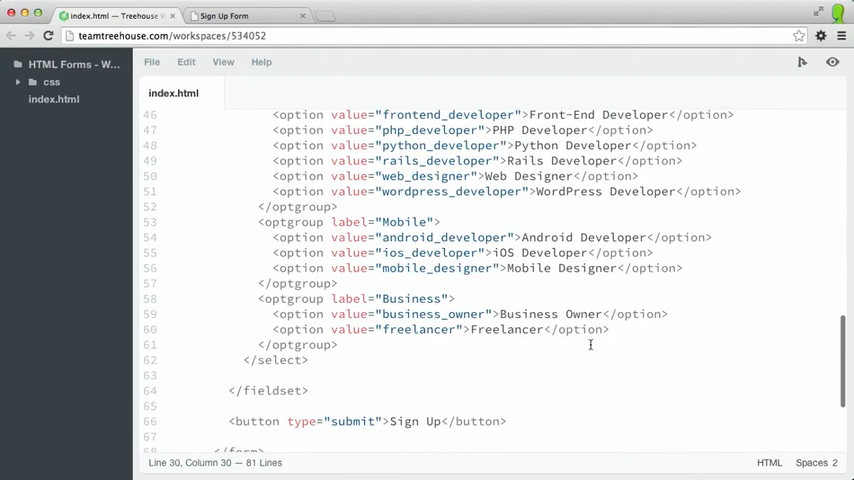 index.html — Treehouse W
Sign Up Form
teamtreehouse.com/workspaces/534052
HTML Forms - W...
css
index.html
File Edit View Help
index.html
46 <option value="frontend_developer">Front-End Developer</option>
47 <option value="php_developer">PHP Developer</option>
48 <option value="python_developer">Python Developer</option>
49 <option value="rails_developer">Rails Developer</option>
50 <option value="web_designer">Web Designer</option>
51 <option value="wordpress_developer">WordPress Developer</option>
52 </optgroup>
53 <optgroup label="Mobile">
54 <option value="android_developer">Android Developer</option>
55 <option value="ios_developer">iOS Developer</option>
56 <option value="mobile_designer">Mobile Designer</option>
57 </optgroup>
58 <optgroup label="Business">
59 <option value="business_owner">Business Owner</option>
60 <option value="freelancer">Freelancer</option>
61 </optgroup>
62 </select>
63
64 </fieldset>
65
66 <button type="submit">Sign Up</button>
67
68 </form>
Line 30, Column 30 — 81 Lines
HTML Spaces 2